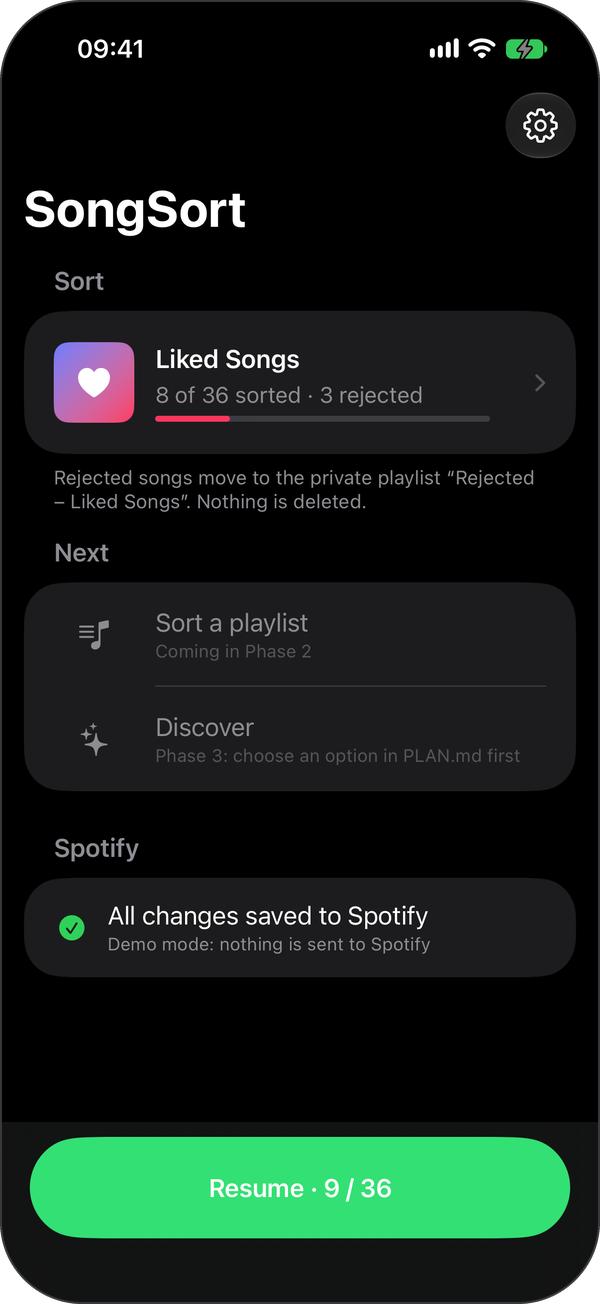 09:41
SongSort
Sort
Liked Songs
8 of 36 sorted · 3 rejected
Rejected songs move to the private playlist “Rejected
– Liked Songs”. Nothing is deleted.
Next
Sort a playlist
Coming in Phase 2
Discover
Phase 3: choose an option in PLAN.md first
Spotify
All changes saved to Spotify
Demo mode: nothing is sent to Spotify
Resume · 9 / 36